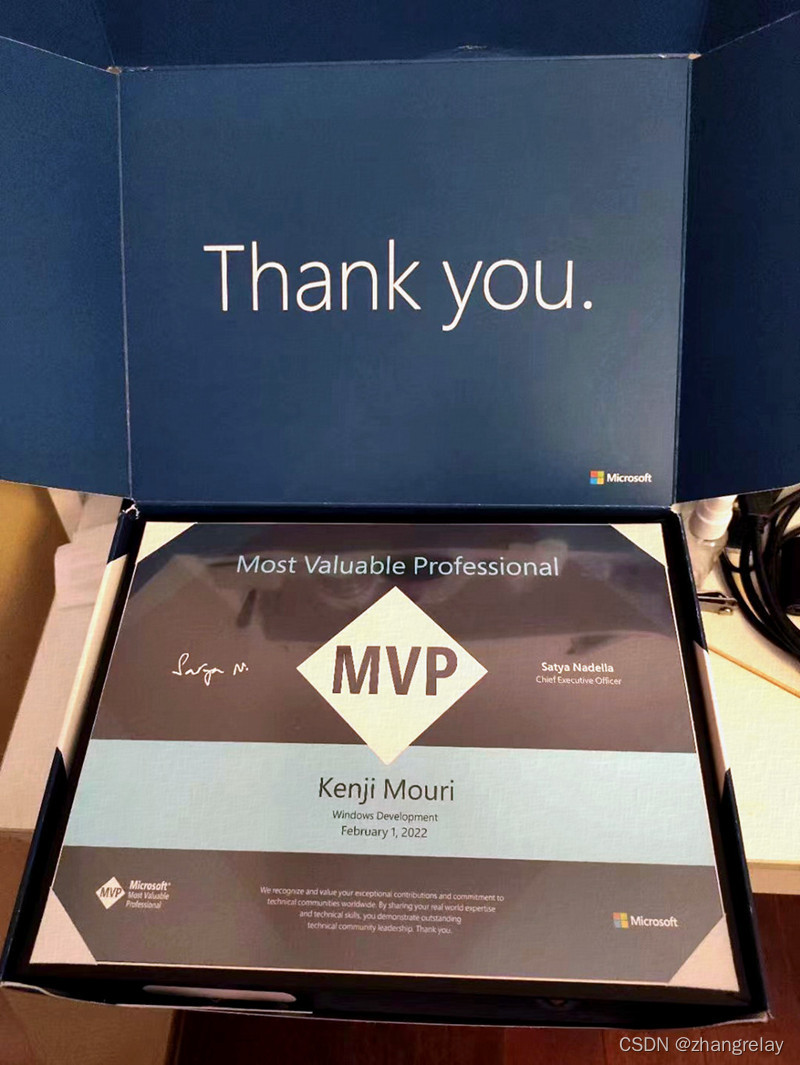 Thank you.
Microsoft
Most Valuable Professional
MVP
Satya N.
Satya Nadella
Chief Executive Officer
Kenji Mouri
Windows Development
February 1, 2022
MVP
Microsoft®
Most Valuable
Professional
We recognize and value your exceptional contributions and commitment to
technical communities worldwide. By sharing your real world expertise
and technical skills, you demonstrate outstanding
technical community leadership. Thank you.
Microsoft
CSDN @zhangrelay